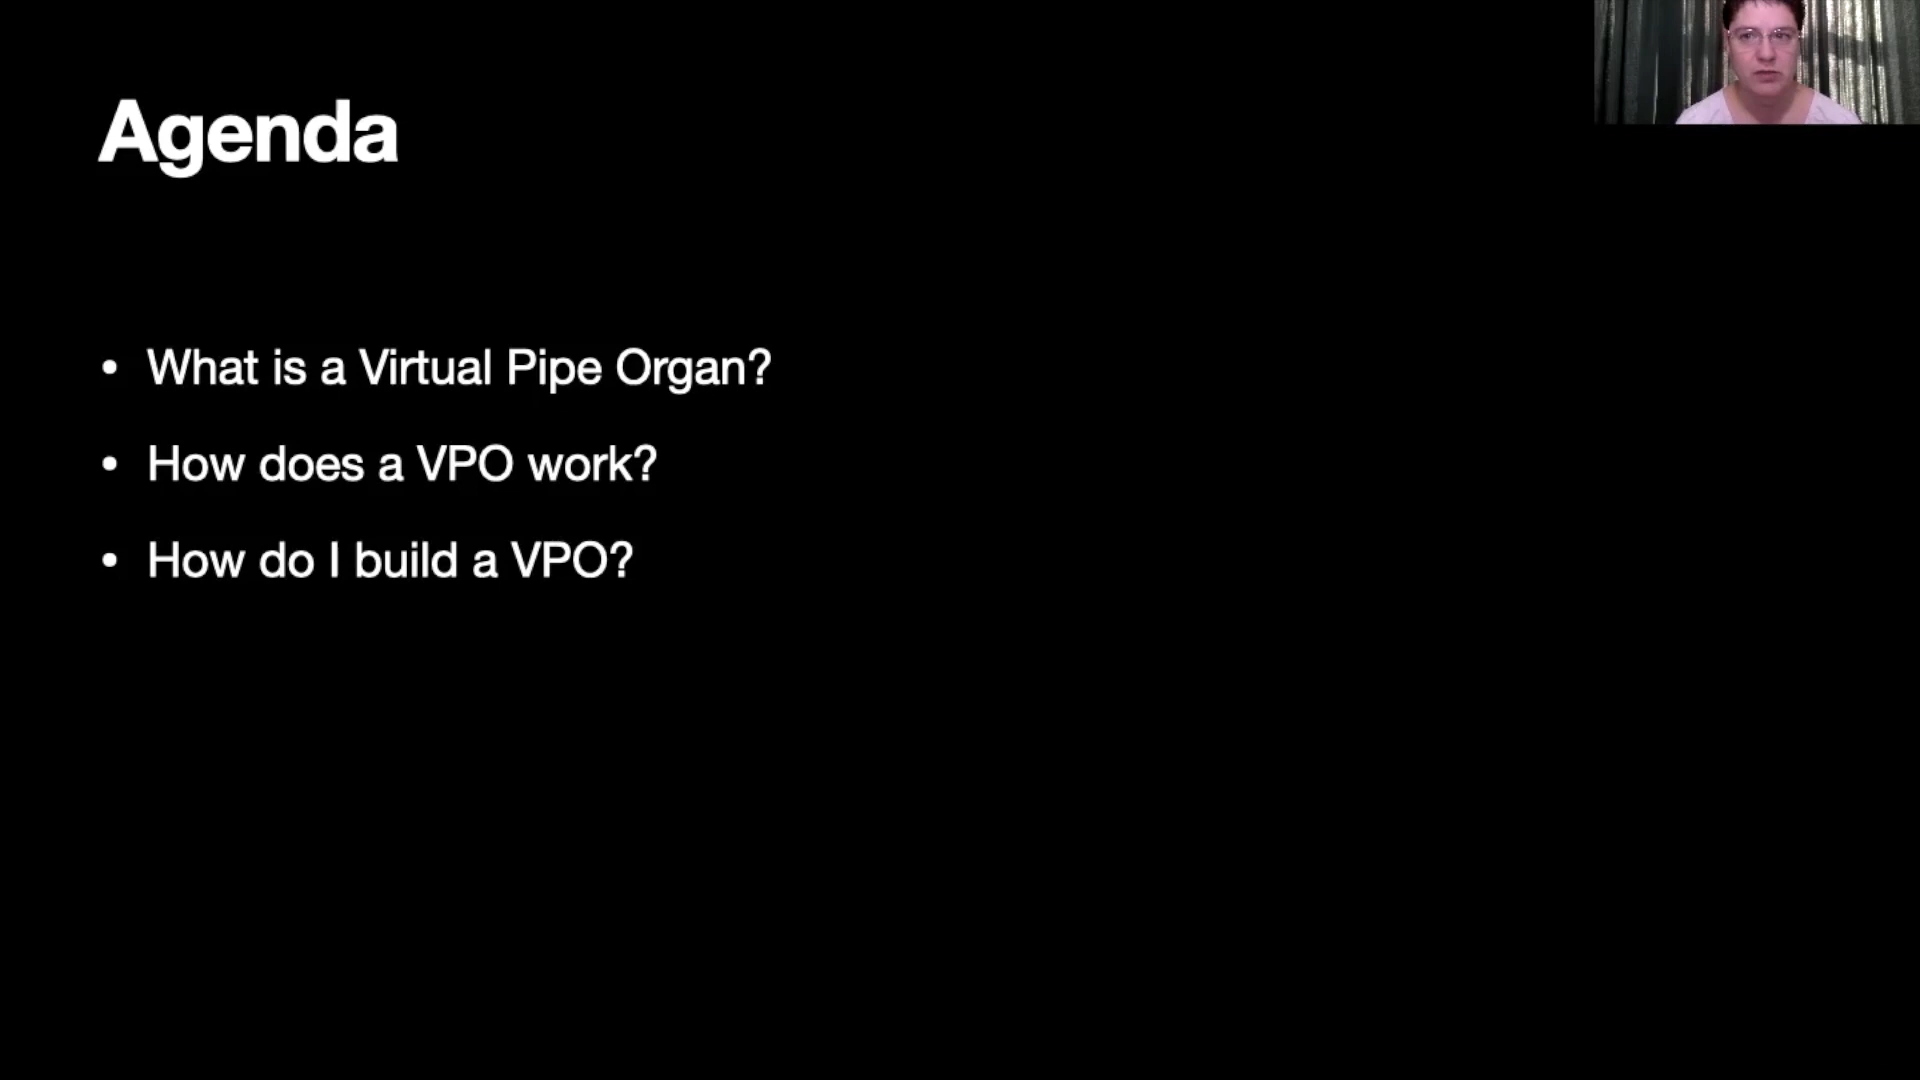 Agenda
• What is a Virtual Pipe Organ?
• How does a VPO work?
• How do I build a VPO?